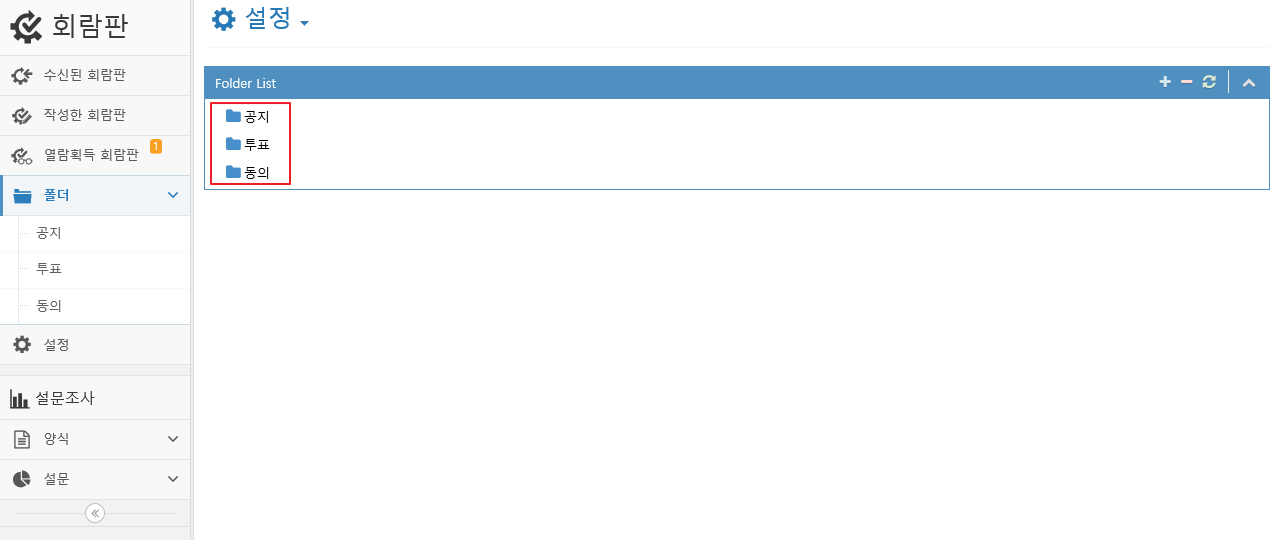 회람판
수신된 회람판
작성한 회람판
열람획득 회람판 1
폴더
공지
투표
동의
설정
설문조사
양식
설문
설정
Folder List
공지
투표
동의